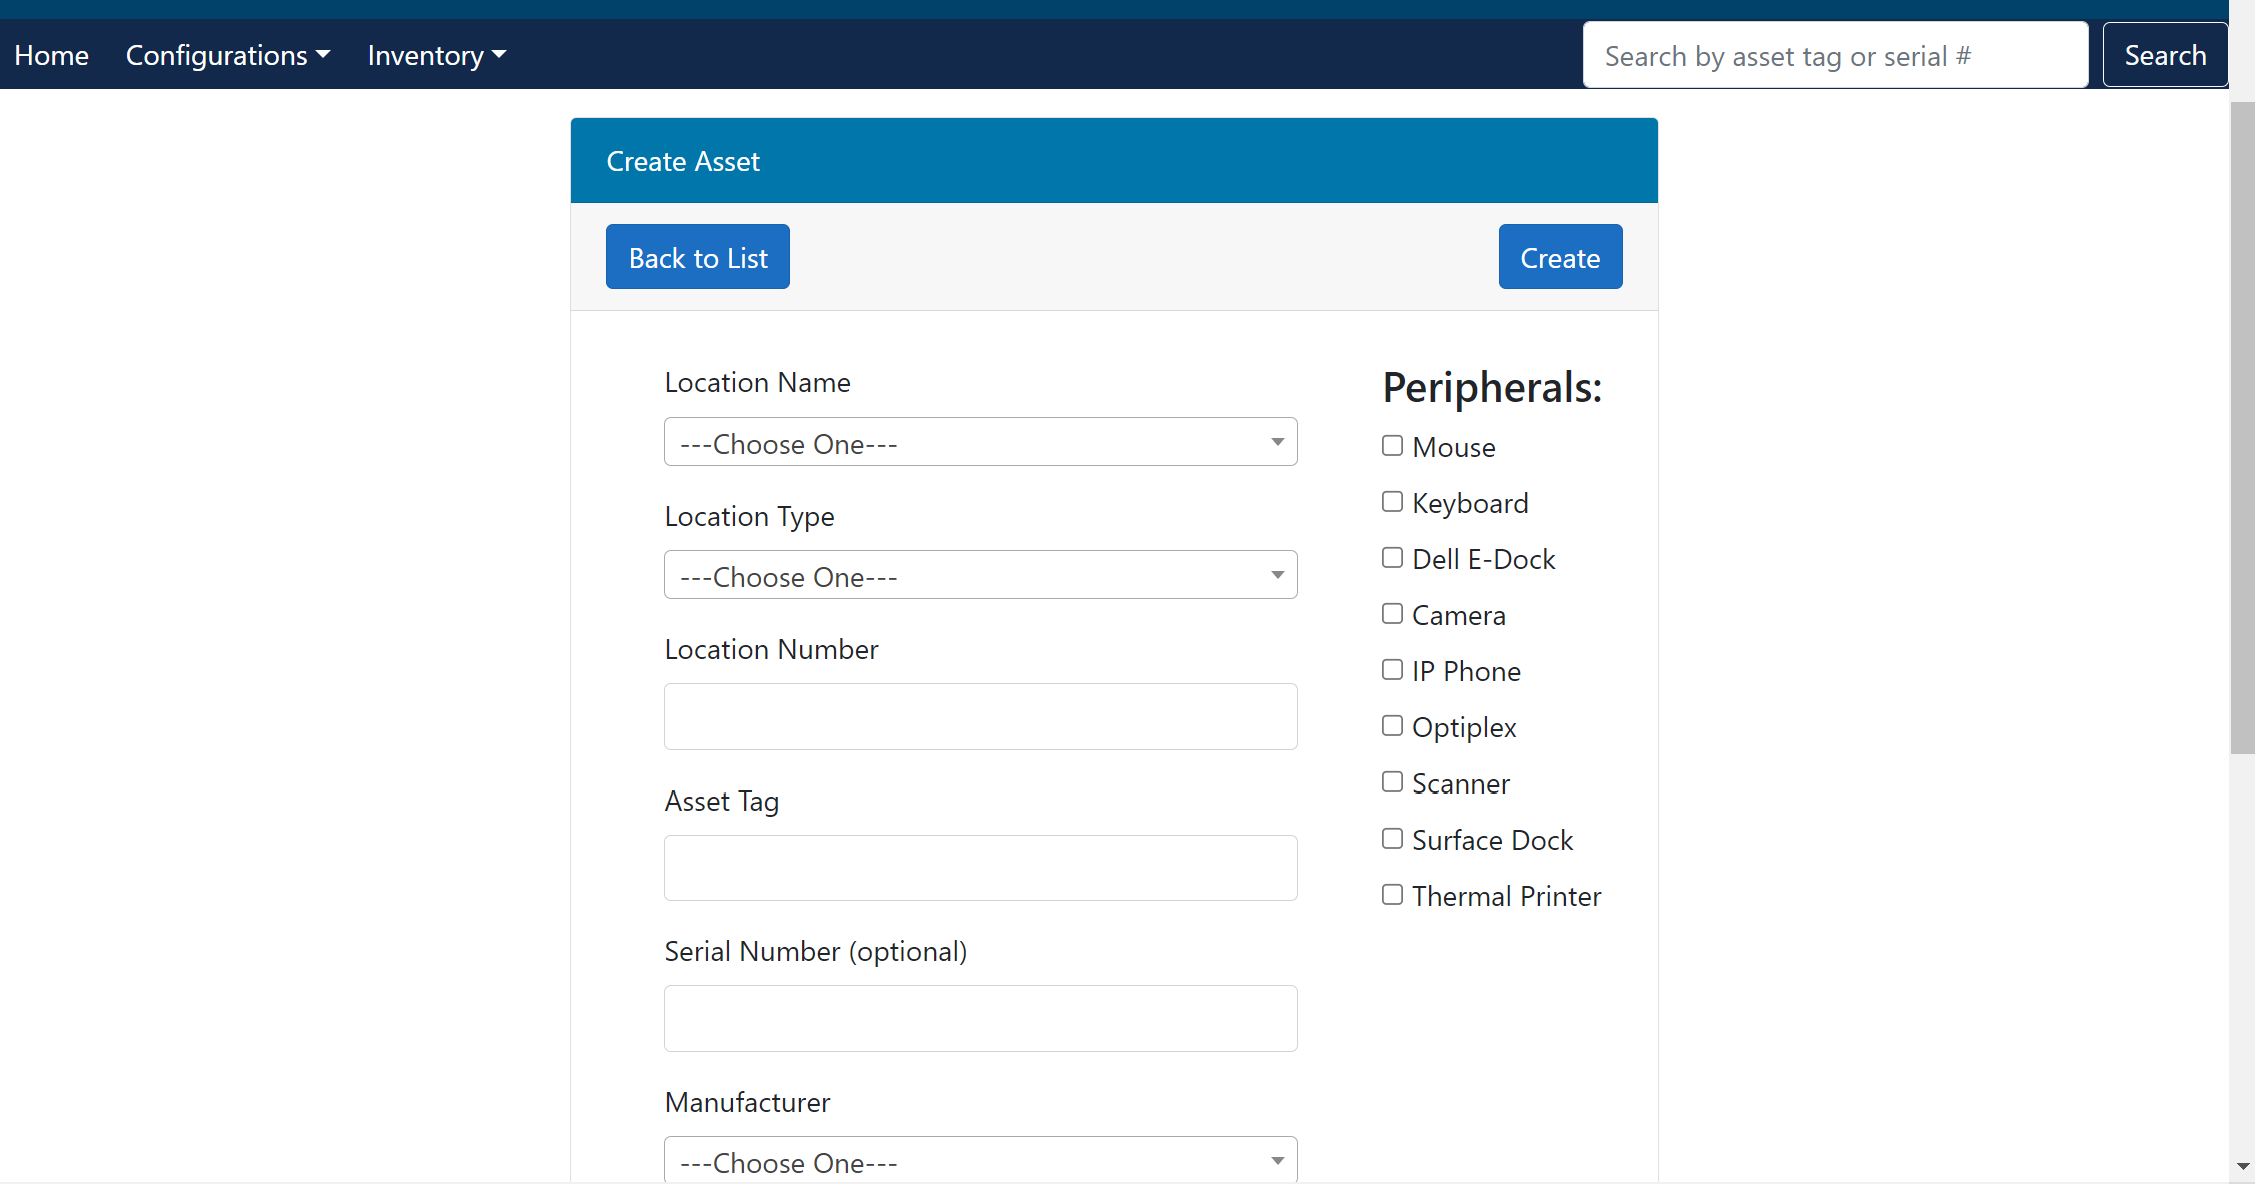 Home Configurations Inventory Search by asset tag or serial # Search
Create Asset
Back to List Create
Location Name
---Choose One---
Location Type
---Choose One---
Location Number
Asset Tag
Serial Number (optional)
Manufacturer
---Choose One---
Peripherals:
Mouse
Keyboard
Dell E-Dock
Camera
IP Phone
Optiplex
Scanner
Surface Dock
Thermal Printer